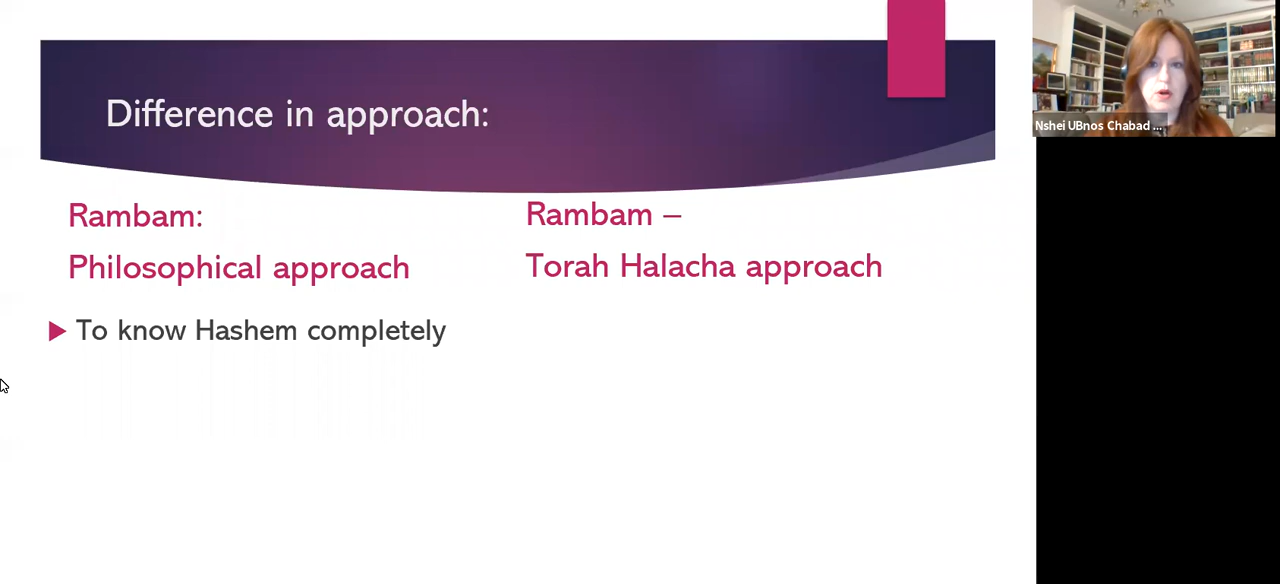 Difference in approach:
Rambam:
Philosophical approach
To know Hashem completely
Rambam –
Torah Halacha approach
Nshei UBnos Chabad ...